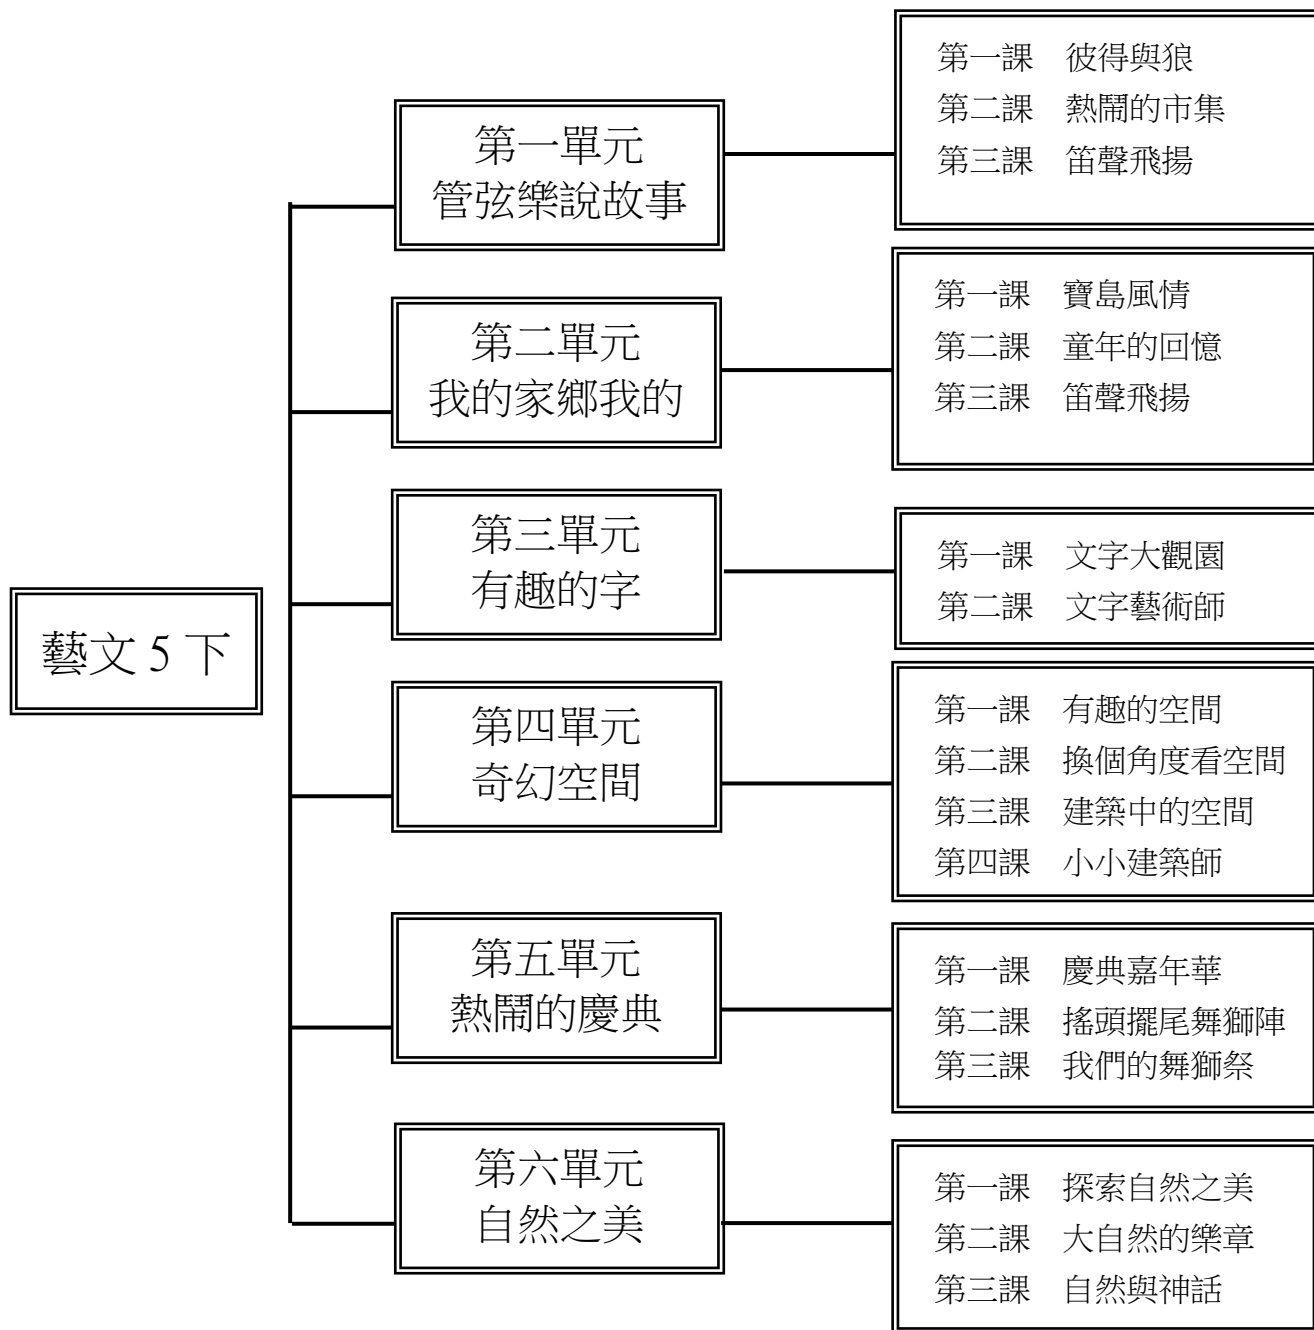 藝文 5 下
第一單元
管弦樂說故事
第一課　彼得與狼
第二課　熱鬧的市集
第三課　笛聲飛揚
第二單元
我的家鄉我的
第一課　寶島風情
第二課　童年的回憶
第三課　笛聲飛揚
第三單元
有趣的字
第一課　文字大觀園
第二課　文字藝術師
第四單元
奇幻空間
第一課　有趣的空間
第二課　換個角度看空間
第三課　建築中的空間
第四課　小小建築師
第五單元
熱鬧的慶典
第一課　慶典嘉年華
第二課　搖頭擺尾舞獅陣
第三課　我們的舞獅祭
第六單元
自然之美
第一課　探索自然之美
第二課　大自然的樂章
第三課　自然與神話